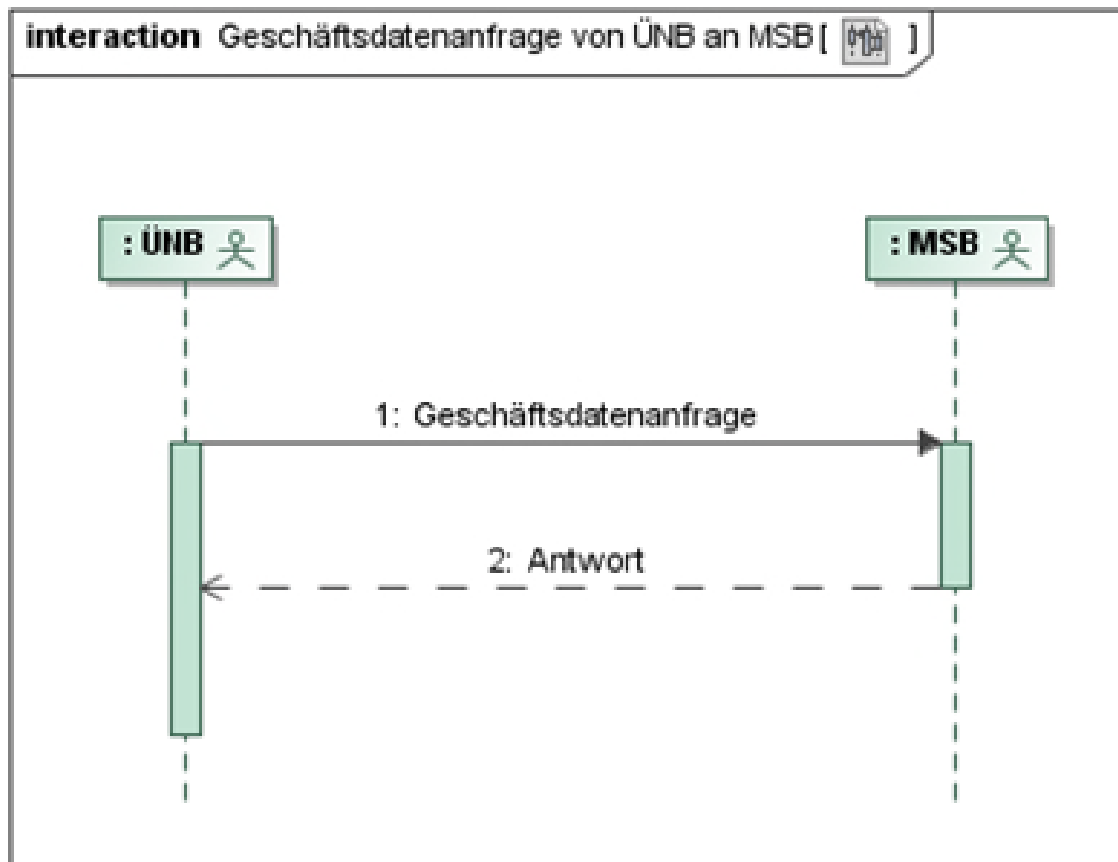 interaction Geschäftsdatenanfrage von ÜNB an MSB [ ]
: ÜNB
: MSB
1: Geschäftsdatenanfrage
2: Antwort